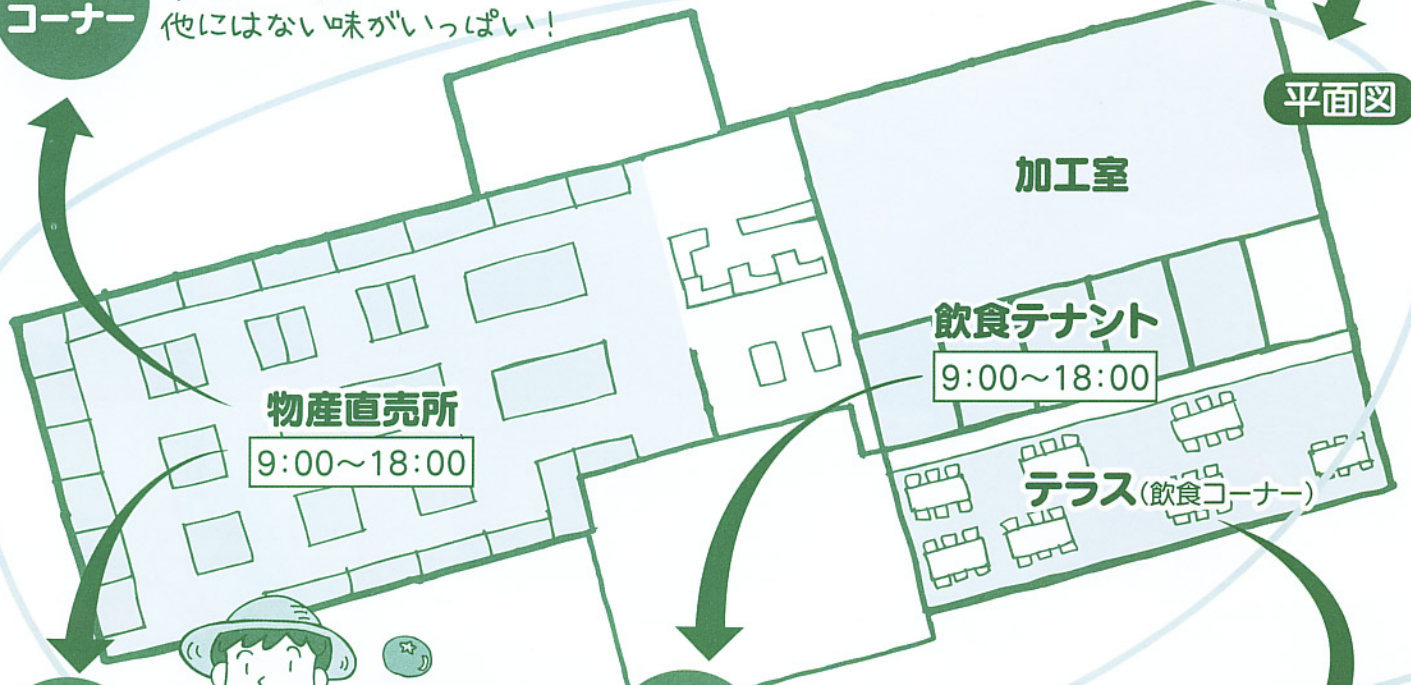 コーナー
他にはない味がいっぱい!
平面図
加工室
飲食テナント
9:00~18:00
物産直売所
9:00~18:00
テラス(飲食コーナー)